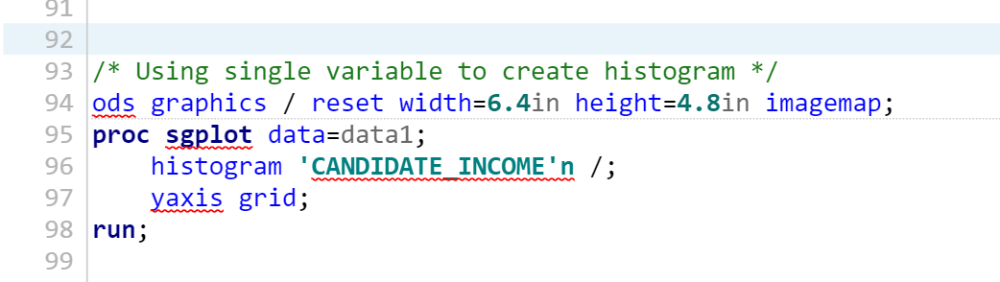 91
92
93 /* Using single variable to create histogram */
94 ods graphics / reset width=6.4in height=4.8in imagemap;
95 proc sgplot data=data1;
96     histogram 'CANDIDATE_INCOME'n /;
97     yaxis grid;
98 run;
99